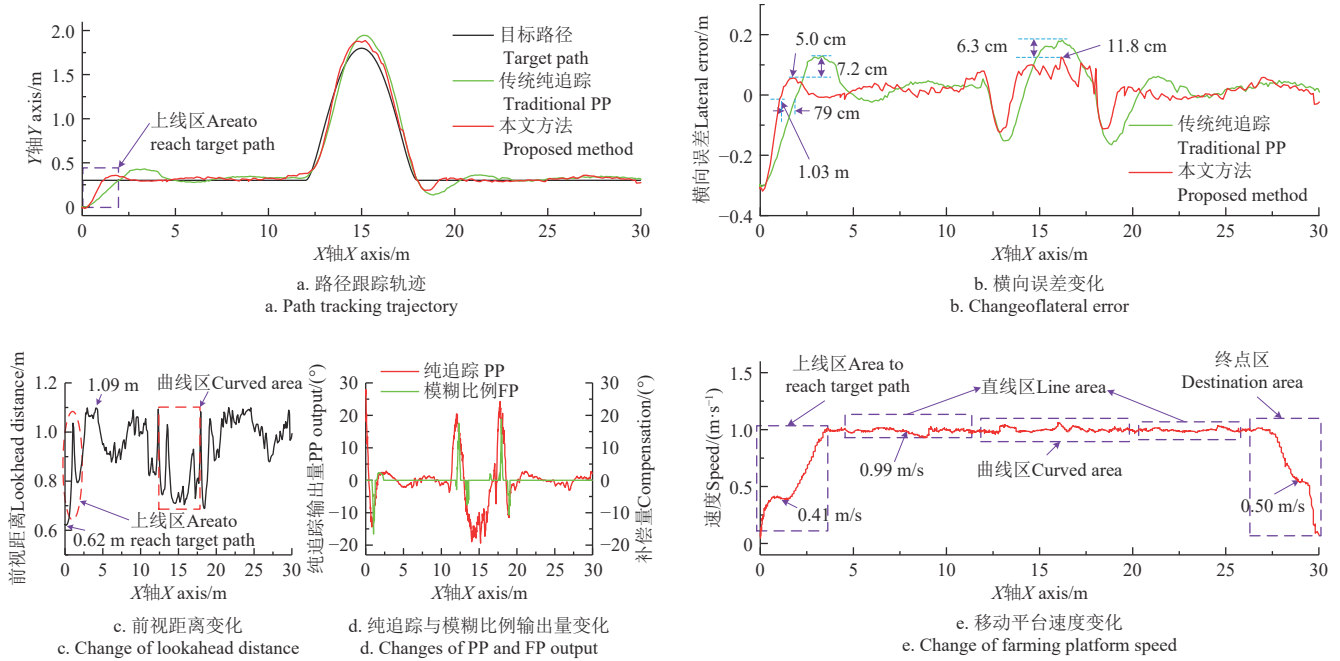 2.0
1.5
1.0
0.5
0
Y轴Y axis/m
目标路径
Target path
传统纯追踪
Traditional PP
本文方法
Proposed method
上线区Areato
reach target path
0 5 10 15 20 25 30
X轴X axis/m
a. 路径跟踪轨迹
a. Path tracking trajectory
0.2
0
−0.2
−0.4
横向误差Lateral error/m
5.0 cm
7.2 cm
79 cm
1.03 m
6.3 cm
11.8 cm
传统纯追踪
Traditional PP
本文方法
Proposed method
0 5 10 15 20 25 30
X轴X axis/m
b. 横向误差变化
b. Changeoflateral error
前视距离Lookahead distance/m
1.2
1.0
0.8
0.6
1.09 m
曲线区Curved area
上线区Areato
reach target path
0.62 m
0 5 10 15 20 25 30
X轴X axis/m
c. 前视距离变化
c. Change of lookahead distance
纯追踪输出量PP output/(°)
30
20
10
0
−10
−20
纯追踪 PP
模糊比例FP
30
20
10
0
−10
−20
补偿量Compensation/(°)
0 5 10 15 20 25 30
X轴X axis/m
d. 纯追踪与模糊比例输出量变化
d. Changes of PP and FP output
速度Speed/(m·s⁻¹)
1.5
1.0
0.5
0
上线区Area to
reach target path
直线区Line area
终点区
Destination area
0.99 m/s
曲线区Curved area
0.41 m/s
0.50 m/s
0 5 10 15 20 25 30
X轴X axis/m
e. 移动平台速度变化
e. Change of farming platform speed